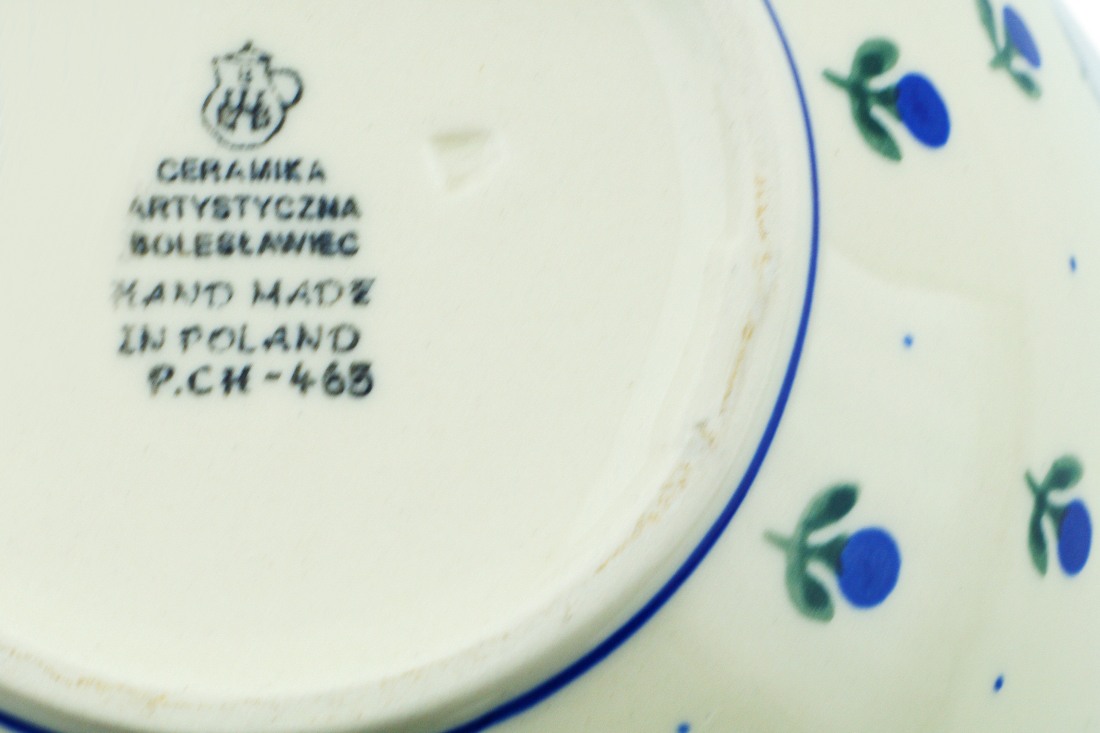 CERAMIKA
ARTYSTYCZNA
BOLESŁAWIEC
HAND MADE
IN POLAND
P.CH-463